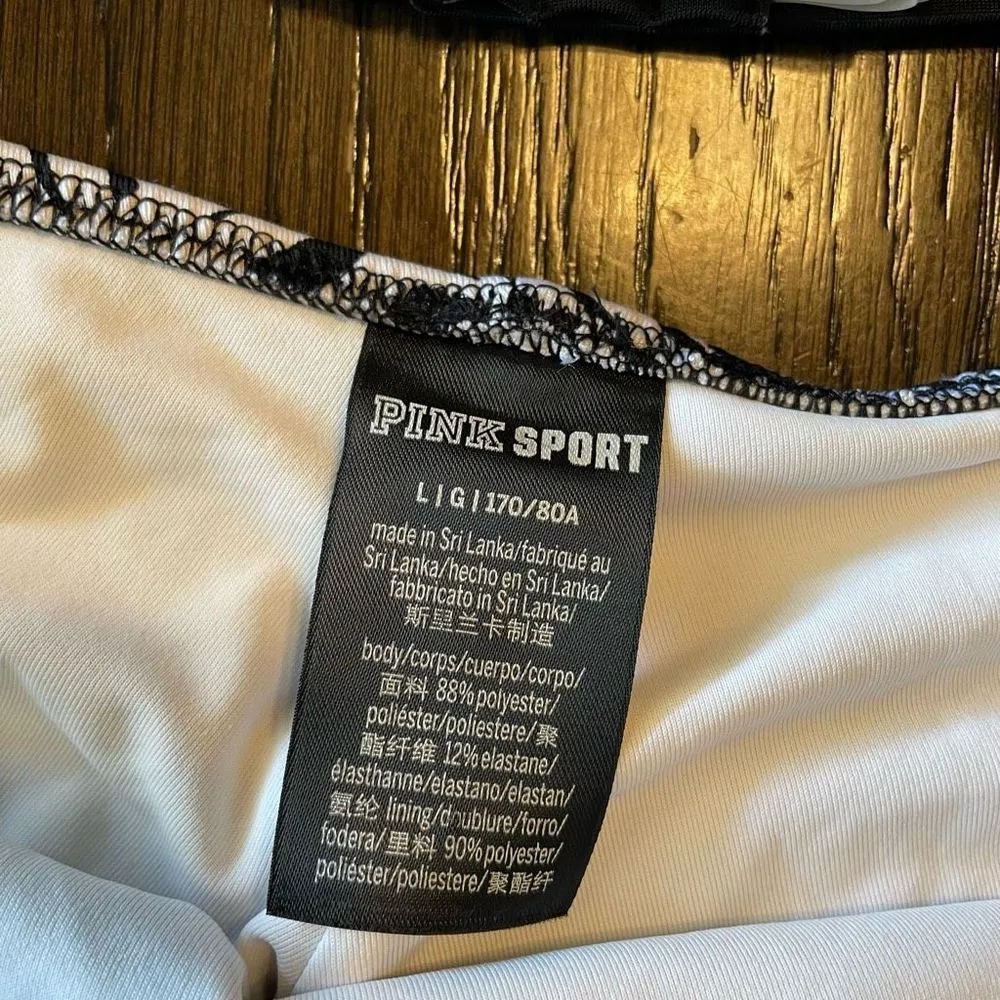 PINK SPORT
L | G | 170/80A
made in Sri Lanka/fabriqué au
Sri Lanka/hecho en Sri Lanka/
fabbricato in Sri Lanka/
斯里兰卡制造
body/corps/cuerpo/corpo/
面料 88% polyester/
poliéster/poliestere/聚
酯纤维 12% elastane/
élasthanne/elastano/elastan/
氨纶 lining/doublure/forro/
fodera/里料 90% polyester/
poliéster/poliestere/聚酯纤